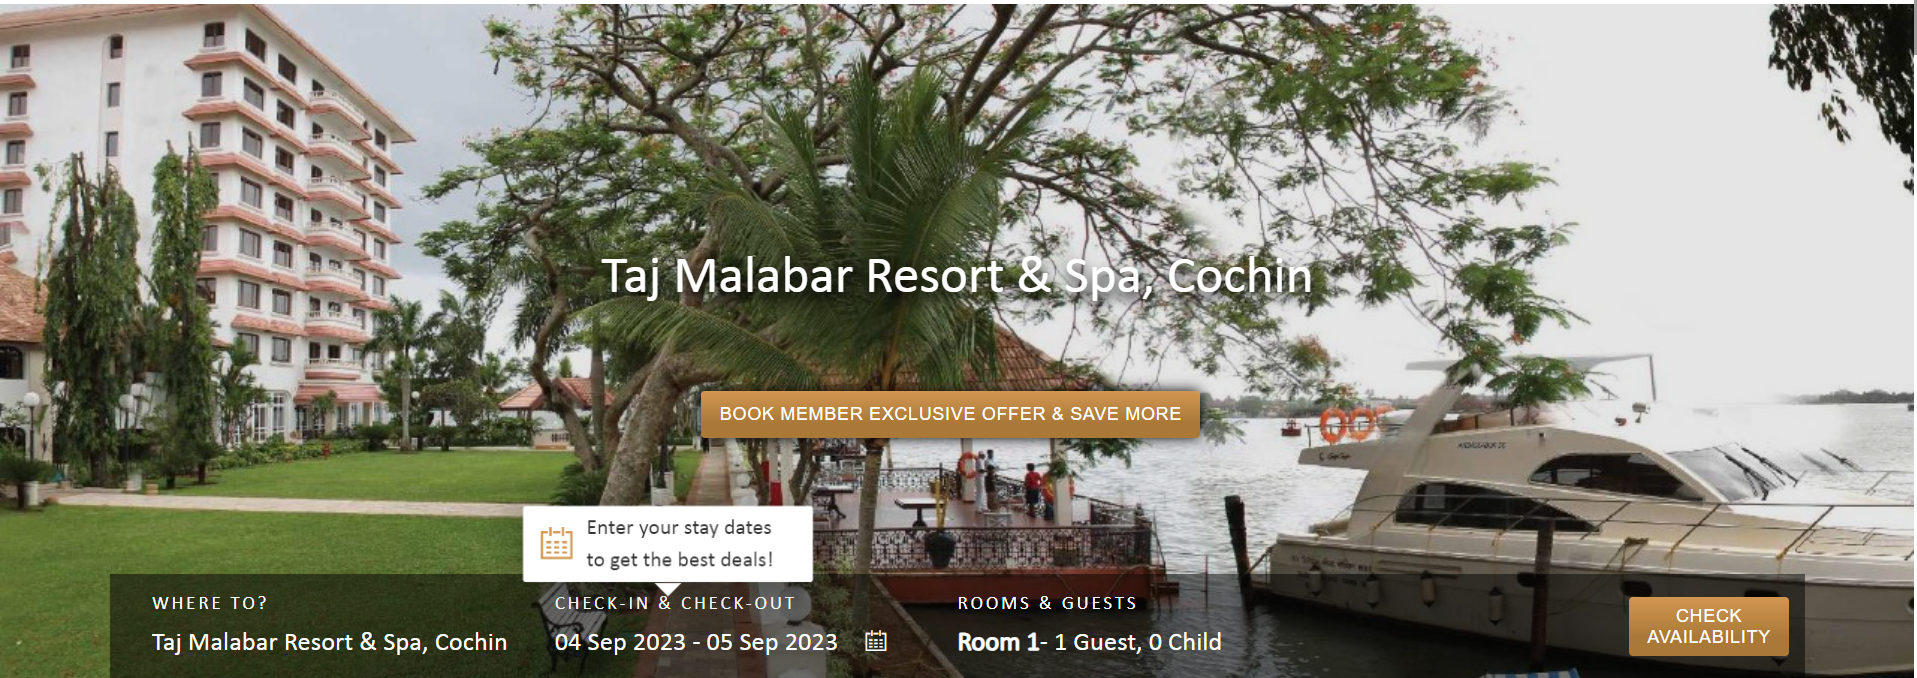 Taj Malabar Resort & Spa, Cochin
BOOK MEMBER EXCLUSIVE OFFER & SAVE MORE
Enter your stay dates
to get the best deals!
WHERE TO?
Taj Malabar Resort & Spa, Cochin
CHECK-IN & CHECK-OUT
04 Sep 2023 - 05 Sep 2023
ROOMS & GUESTS
Room 1- 1 Guest, 0 Child
CHECK
AVAILABILITY